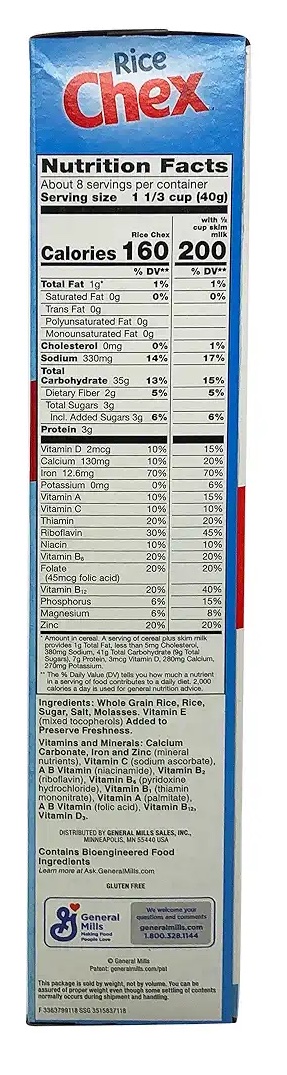 Rice
Chex
Nutrition Facts
About 8 servings per container
Serving size 1 1/3 cup (40g)
Rice Chex
with ½ cup skim milk
Calories 160 200
% DV** % DV**
Total Fat 1g* 1% 1%
Saturated Fat 0g 0% 0%
Trans Fat 0g
Polyunsaturated Fat 0g
Monounsaturated Fat 0g
Cholesterol 0mg 0% 1%
Sodium 330mg 14% 17%
Total
Carbohydrate 35g 13% 15%
Dietary Fiber 2g 5% 5%
Total Sugars 3g
Incl. Added Sugars 3g 6% 6%
Protein 3g
Vitamin D 2mcg 10% 15%
Calcium 130mg 10% 20%
Iron 12.6mg 70% 70%
Potassium 0mg 0% 6%
Vitamin A 10% 15%
Vitamin C 10% 10%
Thiamin 20% 20%
Riboflavin 30% 45%
Niacin 10% 10%
Vitamin B₆ 20% 20%
Folate 20% 20%
(45mcg folic acid)
Vitamin B₁₂ 20% 40%
Phosphorus 6% 15%
Magnesium 6% 8%
Zinc 20% 20%
* Amount in cereal. A serving of cereal plus skim milk
provides 1g Total Fat, less than 5mg Cholesterol,
380mg Sodium, 41g Total Carbohydrate (9g Total
Sugars), 7g Protein, 3mcg Vitamin D, 280mg Calcium,
270mg Potassium.
** The % Daily Value (DV) tells you how much a nutrient
in a serving of food contributes to a daily diet. 2,000
calories a day is used for general nutrition advice.
Ingredients: Whole Grain Rice, Rice,
Sugar, Salt, Molasses. Vitamin E
(mixed tocopherols) Added to
Preserve Freshness.
Vitamins and Minerals: Calcium
Carbonate, Iron and Zinc (mineral
nutrients), Vitamin C (sodium ascorbate),
A B Vitamin (niacinamide), Vitamin B₂
(riboflavin), Vitamin B₆ (pyridoxine
hydrochloride), Vitamin B₁ (thiamin
mononitrate), Vitamin A (palmitate),
A B Vitamin (folic acid), Vitamin B₁₂,
Vitamin D₃.
DISTRIBUTED BY GENERAL MILLS SALES, INC.,
MINNEAPOLIS, MN 55440 USA
Contains Bioengineered Food
Ingredients
Learn more at Ask.GeneralMills.com
GLUTEN FREE
G
General
Mills
Making Food
People Love
We welcome your
questions and comments
generalmills.com
1.800.328.1144
© General Mills
Patent: generalmills.com/pat
This package is sold by weight, not by volume. You can be
assured of proper weight even though some settling of contents
normally occurs during shipment and handling.
F 3363799118 SSG 3515837118